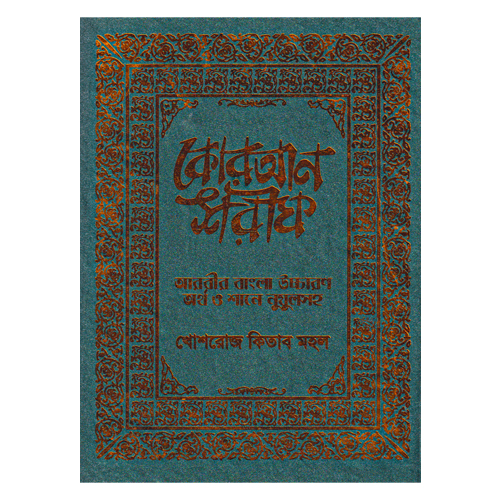 কোরআন
শরীফ
আরবীর বাংলা উচ্চারণ
অর্থ ও শানে নুযুলসহ
খোশরোজ কিতাব মহল